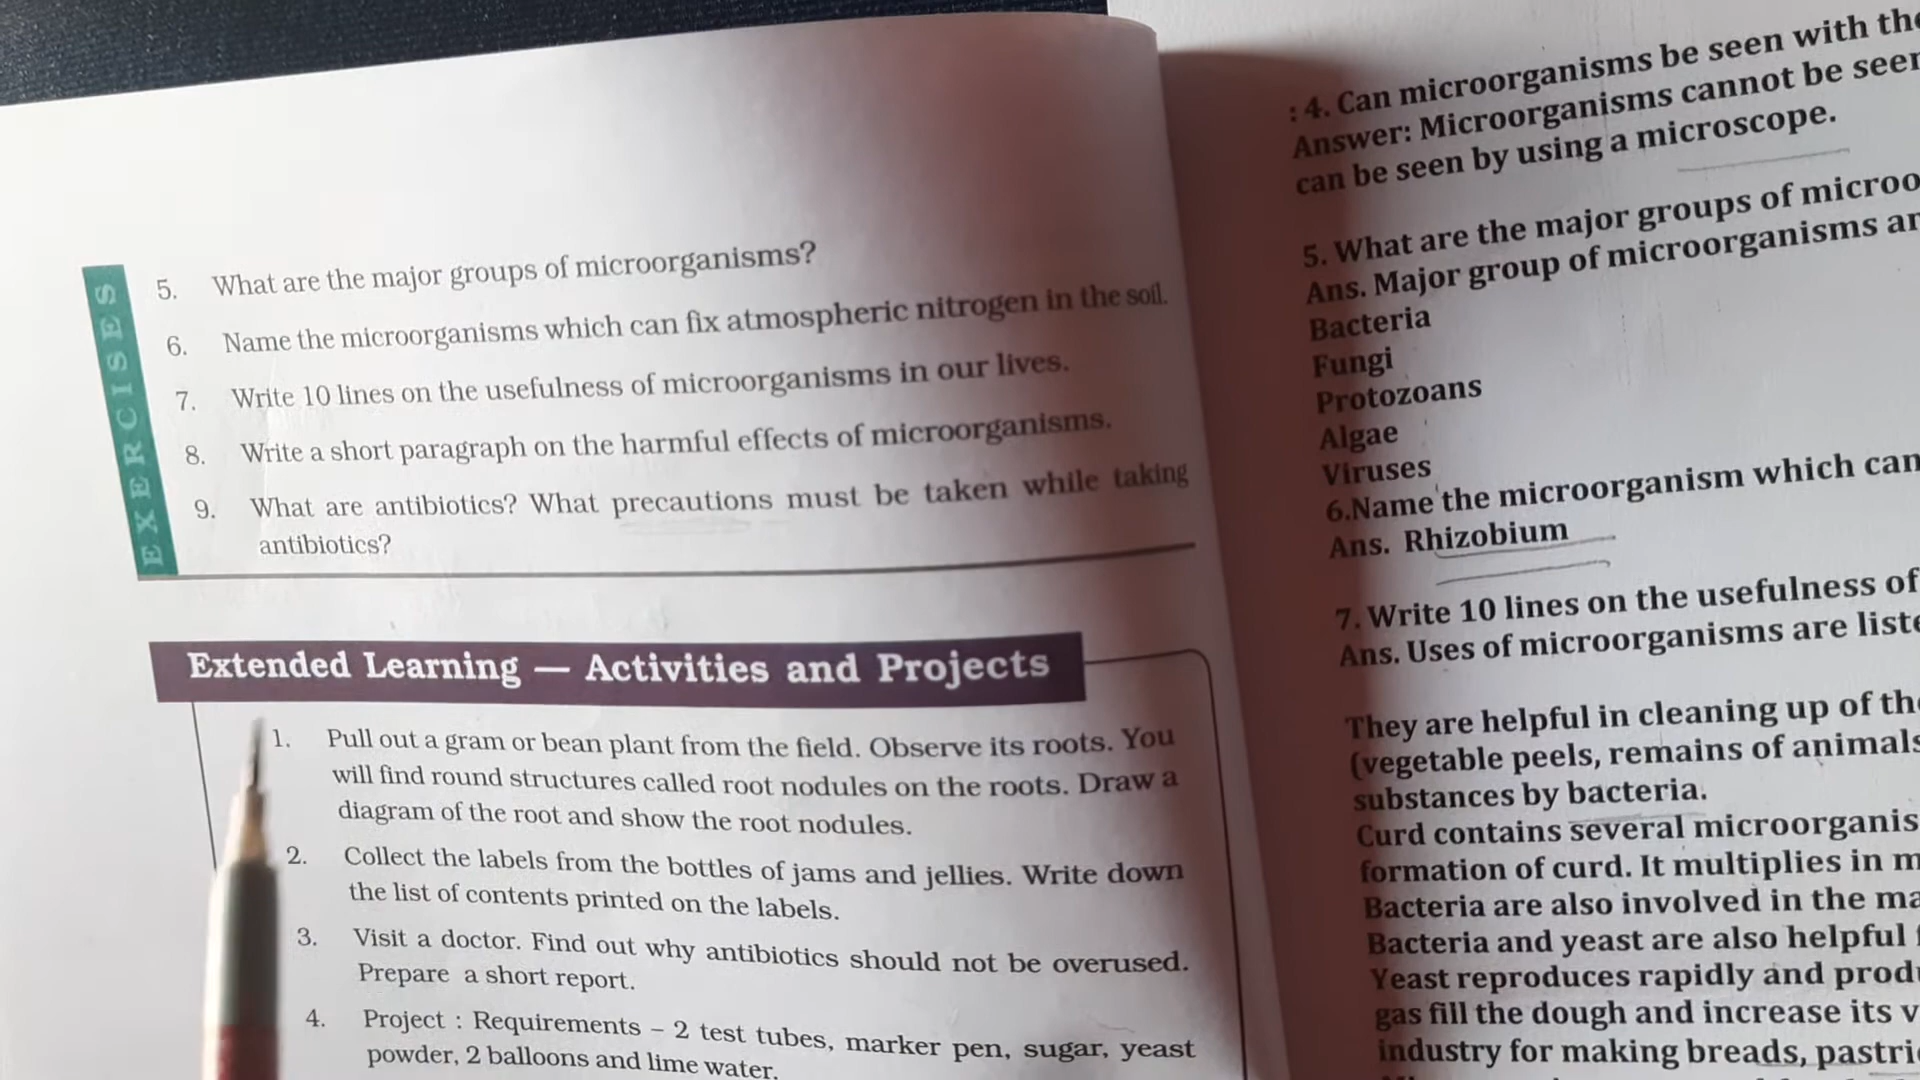 EXERCISES
5. What are the major groups of microorganisms?
6. Name the microorganisms which can fix atmospheric nitrogen in the soil.
7. Write 10 lines on the usefulness of microorganisms in our lives.
8. Write a short paragraph on the harmful effects of microorganisms.
9. What are antibiotics? What precautions must be taken while taking
antibiotics?
Extended Learning — Activities and Projects
1. Pull out a gram or bean plant from the field. Observe its roots. You
will find round structures called root nodules on the roots. Draw a
diagram of the root and show the root nodules.
2. Collect the labels from the bottles of jams and jellies. Write down
the list of contents printed on the labels.
3. Visit a doctor. Find out why antibiotics should not be overused.
Prepare a short report.
4. Project : Requirements – 2 test tubes, marker pen, sugar, yeast
powder, 2 balloons and lime water.
: 4. Can microorganisms be seen with the
Answer: Microorganisms cannot be seen
can be seen by using a microscope.
5. What are the major groups of microo
Ans. Major group of microorganisms ar
Bacteria
Fungi
Protozoans
Algae
Viruses
6.Name the microorganism which can
Ans. Rhizobium
7. Write 10 lines on the usefulness of
Ans. Uses of microorganisms are liste
They are helpful in cleaning up of the
(vegetable peels, remains of animals
substances by bacteria.
Curd contains several microorganis
formation of curd. It multiplies in m
Bacteria are also involved in the ma
Bacteria and yeast are also helpful
Yeast reproduces rapidly and produ
gas fill the dough and increase its v
industry for making breads, pastri